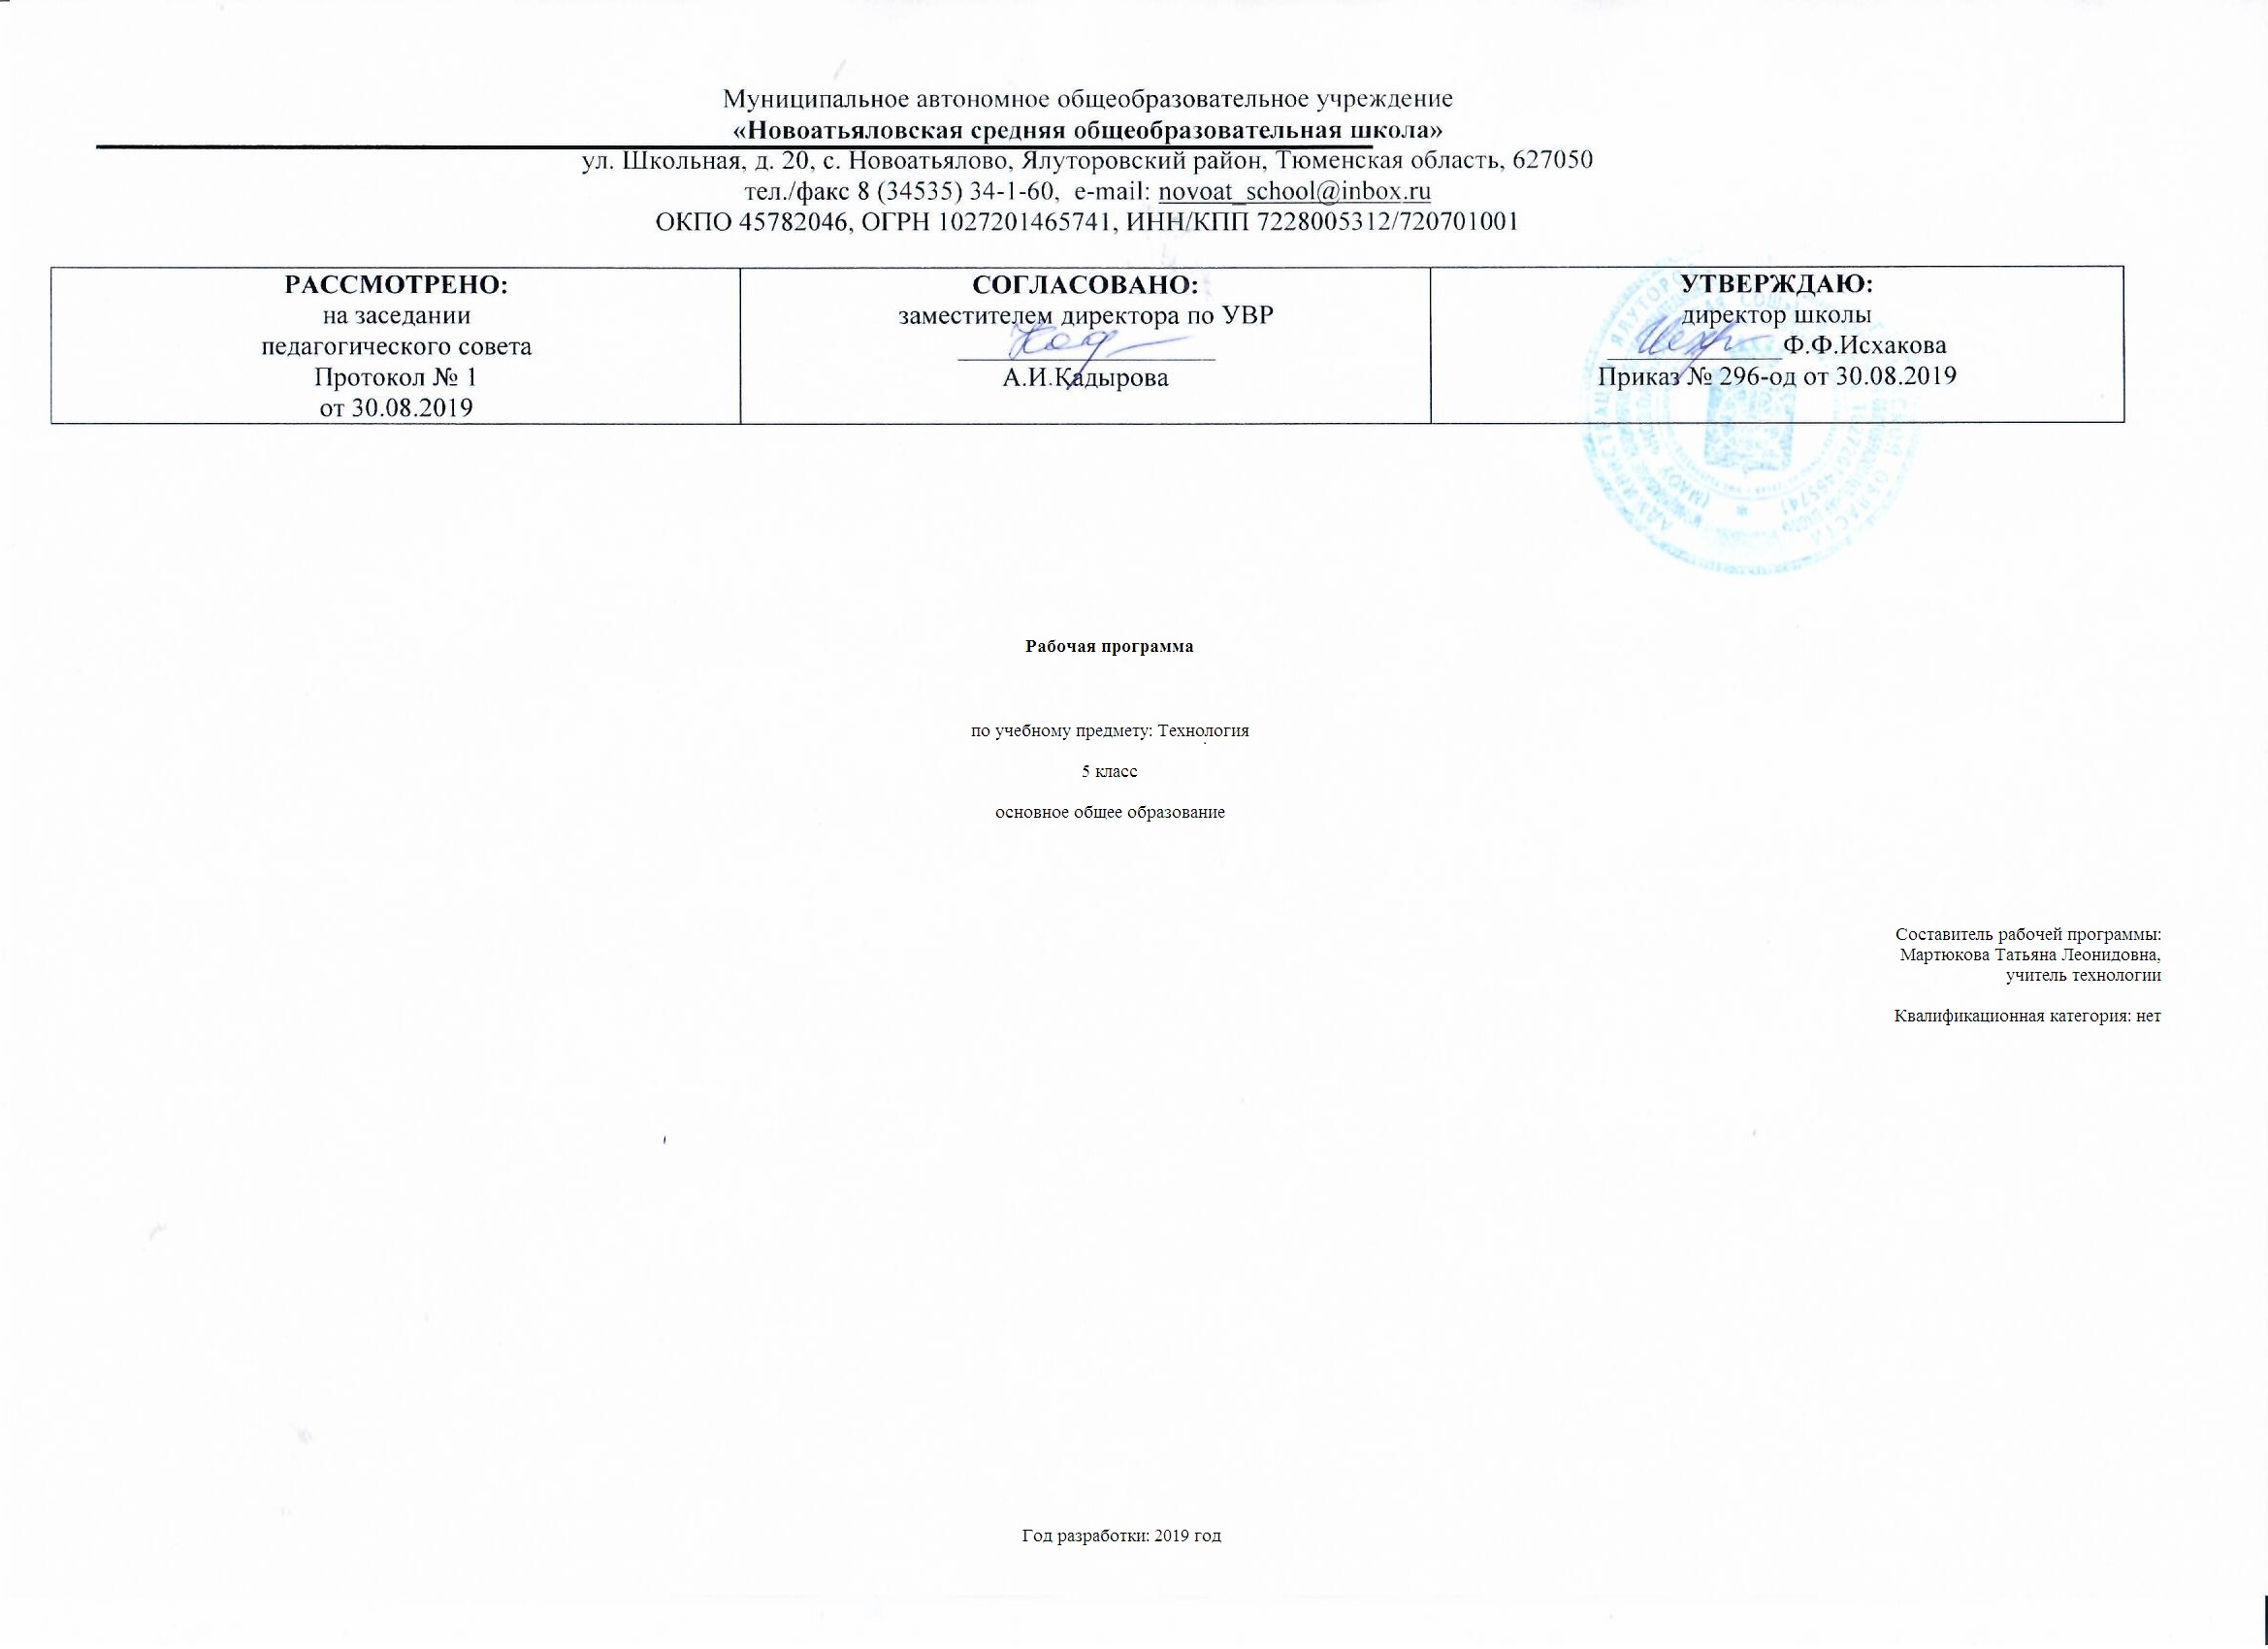 Муниципальное автономное общеобразовательное учреждение
«Новоатьяловская средняя общеобразовательная школа»
ул. Школьная, д. 20, с. Новоатьялово, Ялуторовский район, Тюменская область, 627050
тел./факс 8 (34535) 34-1-60, e-mail: novoat_school@inbox.ru
ОКПО 45782046, ОГРН 1027201465741, ИНН/КПП 7228005312/720701001
РАССМОТРЕНО:
на заседании
педагогического совета
Протокол № 1
от 30.08.2019
СОГЛАСОВАНО:
заместителем директора по УВР
А.И.Кадырова
УТВЕРЖДАЮ:
директор школы
Ф.Ф.Исхакова
Приказ № 296-од от 30.08.2019
Рабочая программа
по учебному предмету: Технология
5 класс
основное общее образование
Составитель рабочей программы:
Мартюкова Татьяна Леонидовна,
учитель технологии
Квалификационная категория: нет
Год разработки: 2019 год